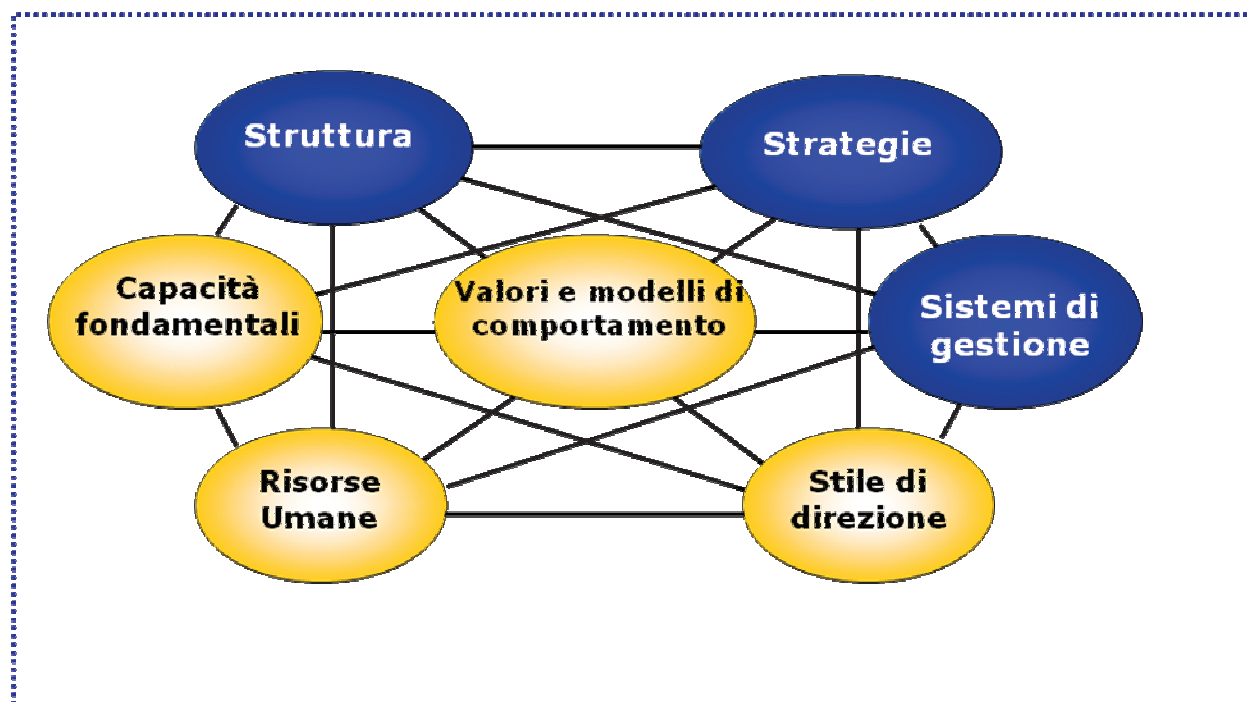 Struttura
Strategie
Capacità
fondamentali
Valori e modelli di
comportamento
Sistemi di
gestione
Risorse
Umane
Stile di
direzione